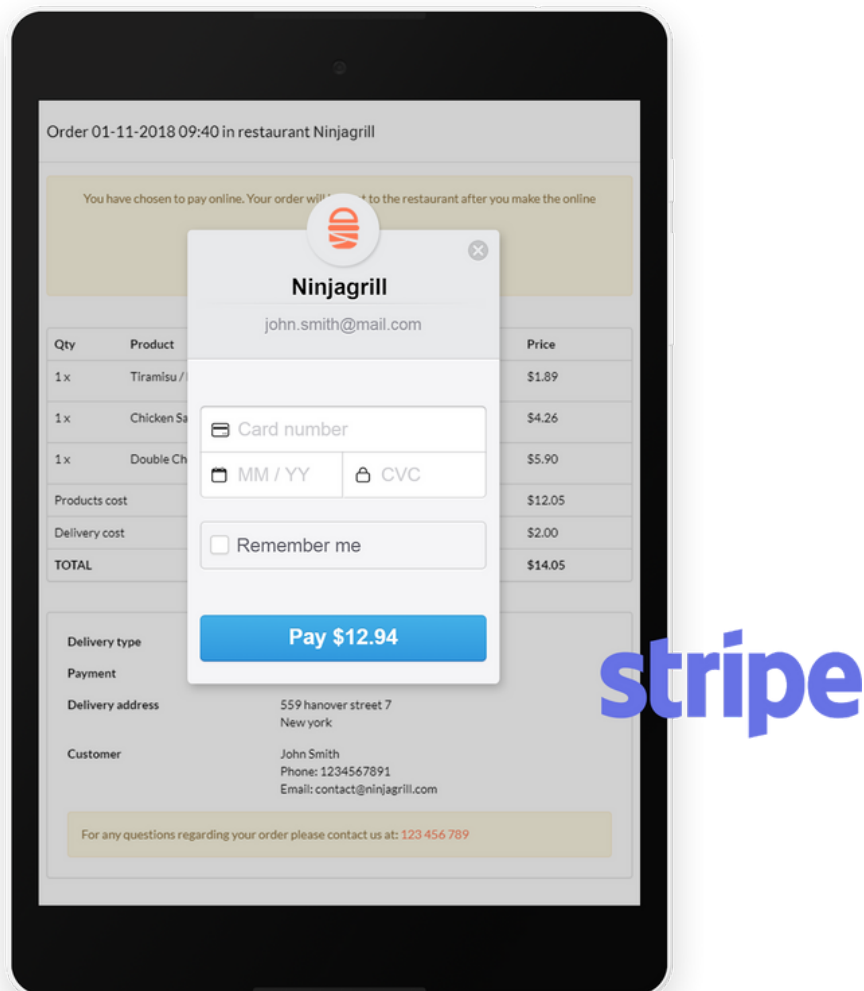 Order 01-11-2018 09:40 in restaurant Ninjagrill
You have chosen to pay online. Your order will to the restaurant after you make the online
Ninjagrill
john.smith@mail.com
Qty Product Price
1 x Tiramisu / $1.89
1 x Chicken Sa $4.26
1 x Double Ch $5.90
Products cost $12.05
Delivery cost $2.00
TOTAL $14.05
Card number
MM / YY CVC
Remember me
Pay $12.94
Delivery type
Payment
Delivery address 559 hanover street 7
New york
Customer John Smith
Phone: 1234567891
Email: contact@ninjagrill.com
For any questions regarding your order please contact us at: 123 456 789
stripe